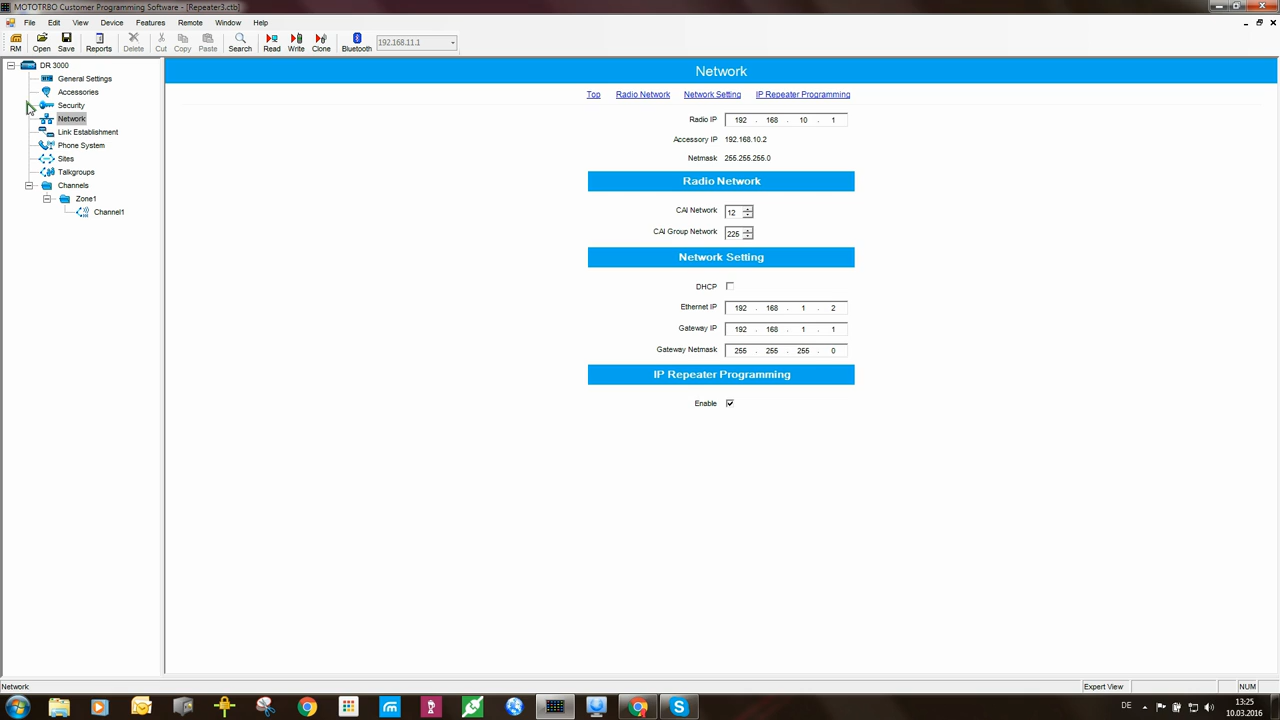 MOTOTRBO Customer Programming Software - [Repeater3.ctb]
File Edit View Device Features Remote Window Help
RM Open Save Reports Delete Cut Copy Paste Search Read Write Clone Bluetooth 192.168.11.1
DR 3000
General Settings
Accessories
Security
Network
Link Establishment
Phone System
Sites
Talkgroups
Channels
Zone1
Channel1
Network
Top Radio Network Network Setting IP Repeater Programming
Radio IP 192 . 168 . 10 . 1
Accessory IP 192.168.10.2
Netmask 255.255.255.0
Radio Network
CAI Network 12
CAI Group Network 225
Network Setting
DHCP
Ethernet IP 192 . 168 . 1 . 2
Gateway IP 192 . 168 . 1 . 1
Gateway Netmask 255 . 255 . 255 . 0
IP Repeater Programming
Enable
Network Expert View NUM
DE 13:25
10.03.2016